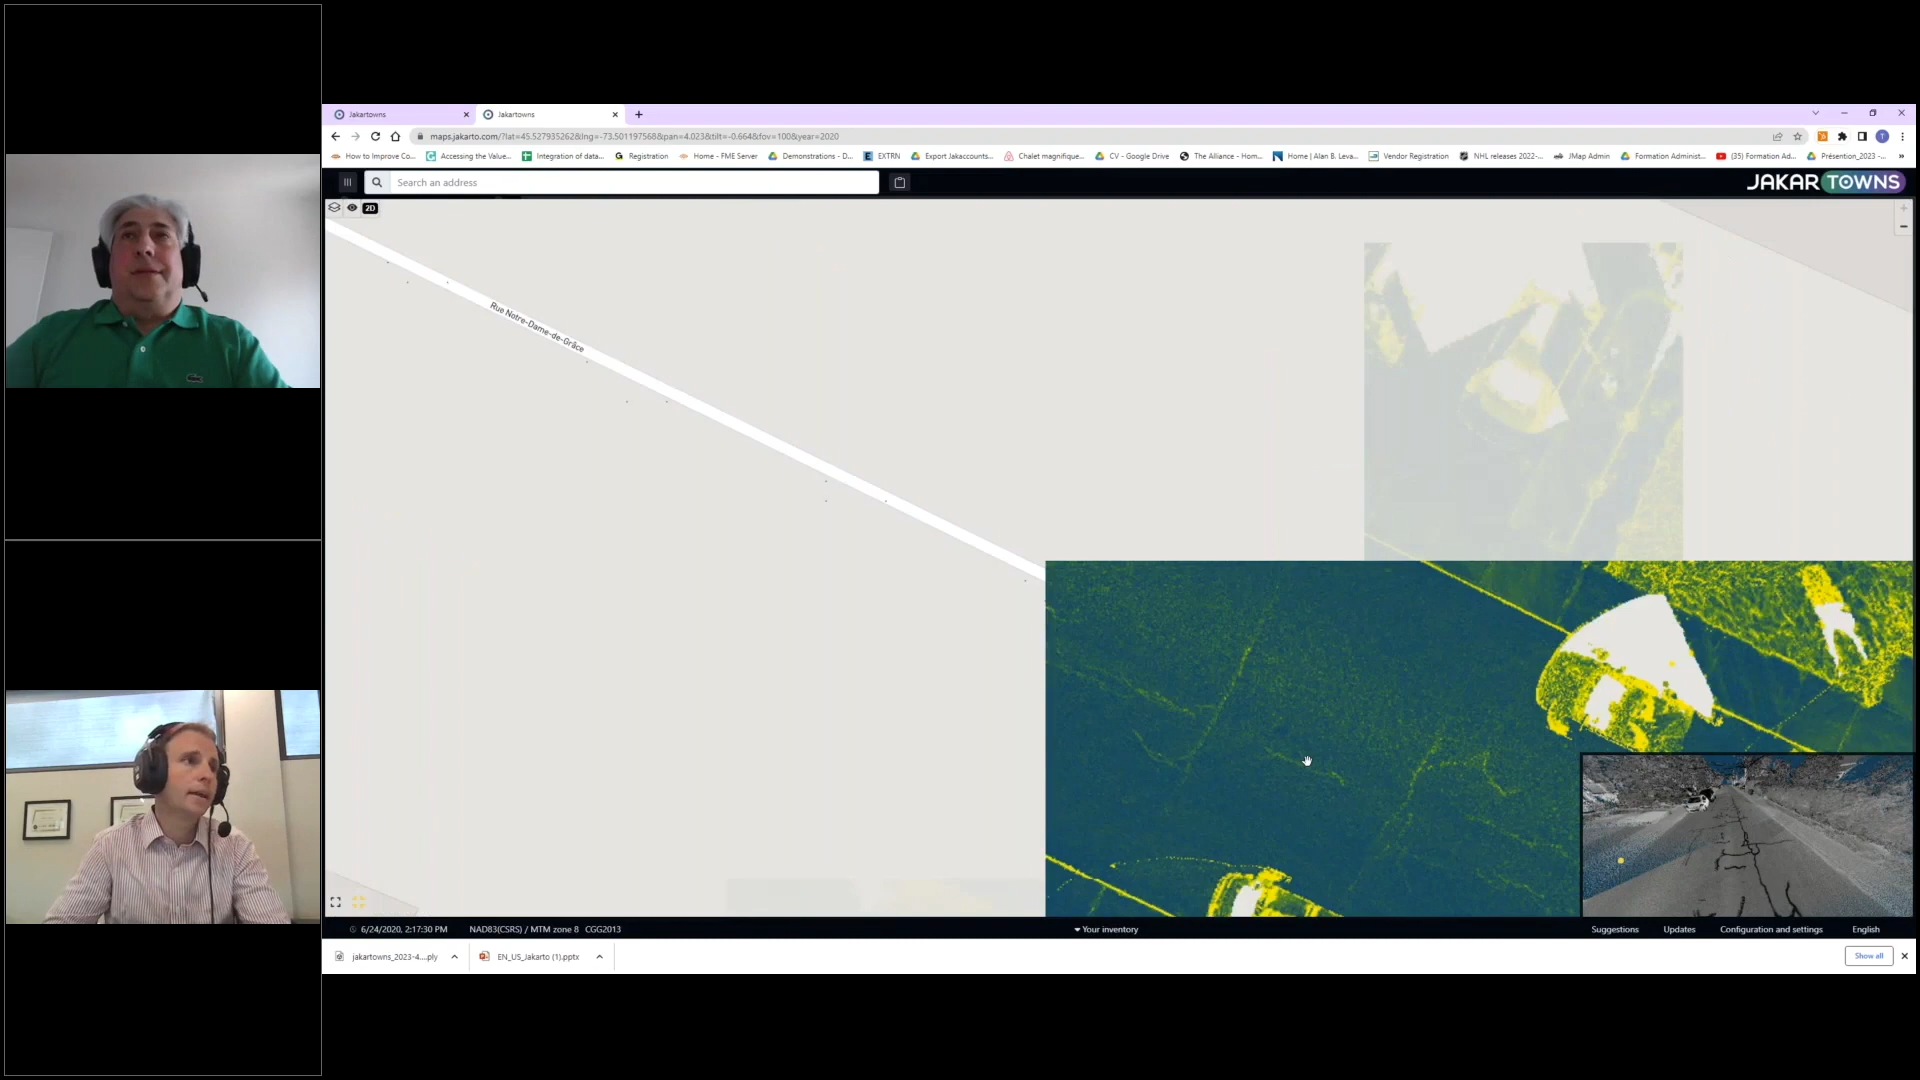 Jakartowns
Jakartowns
maps.jakarto.com/?lat=45.527935262&lng=-73.501197568&pan=4.023&tilt=-0.664&fov=100&year=2020
How to Improve Co...
Accessing the Value...
Integration of data...
Registration
Home - FME Server
Demonstrations - D...
EXTRN
Export Jakaccounts...
Chalet magnifique...
CV - Google Drive
The Alliance - Hom...
Home | Alan B. Leva...
Vendor Registration
NHL releases 2022-...
JMap Admin
Formation Administ...
(35) Formation Ad...
Présention_2023 -...
Search an address
JAKARTOWNS
2D
Rue Notre-Dame-de-Grâce
6/24/2020, 2:17:30 PM
NAD83(CSRS) / MTM zone 8 CGG2013
Your inventory
Suggestions
Updates
Configuration and settings
English
jakartowns_2023-4....ply
EN_US_Jakarto (1).pptx
Show all